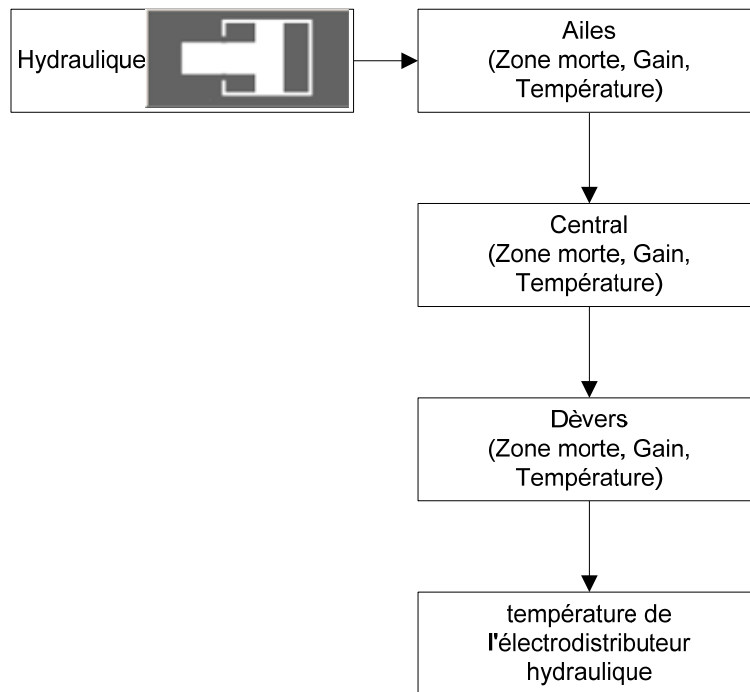 Hydraulique
Ailes
(Zone morte, Gain,
Température)
Central
(Zone morte, Gain,
Température)
Dèvers
(Zone morte, Gain,
Température)
température de
l'électrodistributeur
hydraulique